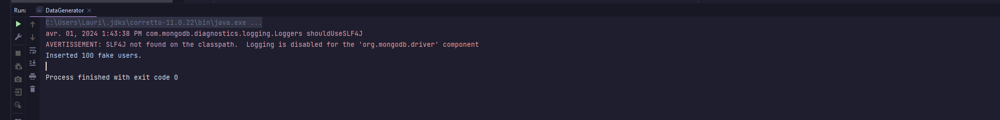 Run: DataGenerator
C:\Users\Lauri\.jdks\corretto-11.0.22\bin\java.exe ...
avr. 01, 2024 1:43:38 PM com.mongodb.diagnostics.logging.Loggers shouldUseSLF4J
AVERTISSEMENT: SLF4J not found on the classpath.  Logging is disabled for the 'org.mongodb.driver' component
Inserted 100 fake users.
Process finished with exit code 0